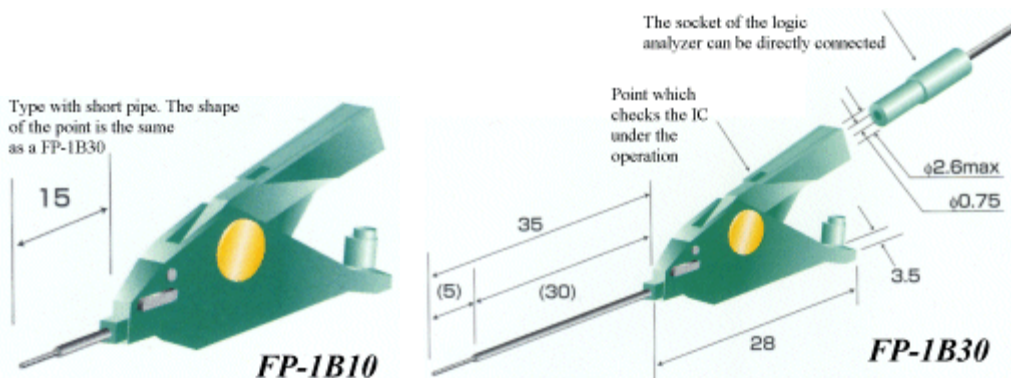 Type with short pipe. The shape
of the point is the same
as a FP-1B30
15
FP-1B10
The socket of the logic
analyzer can be directly connected
Point which
checks the IC
under the
operation
ϕ2.6max
ϕ0.75
35
(5)
(30)
3.5
28
FP-1B30